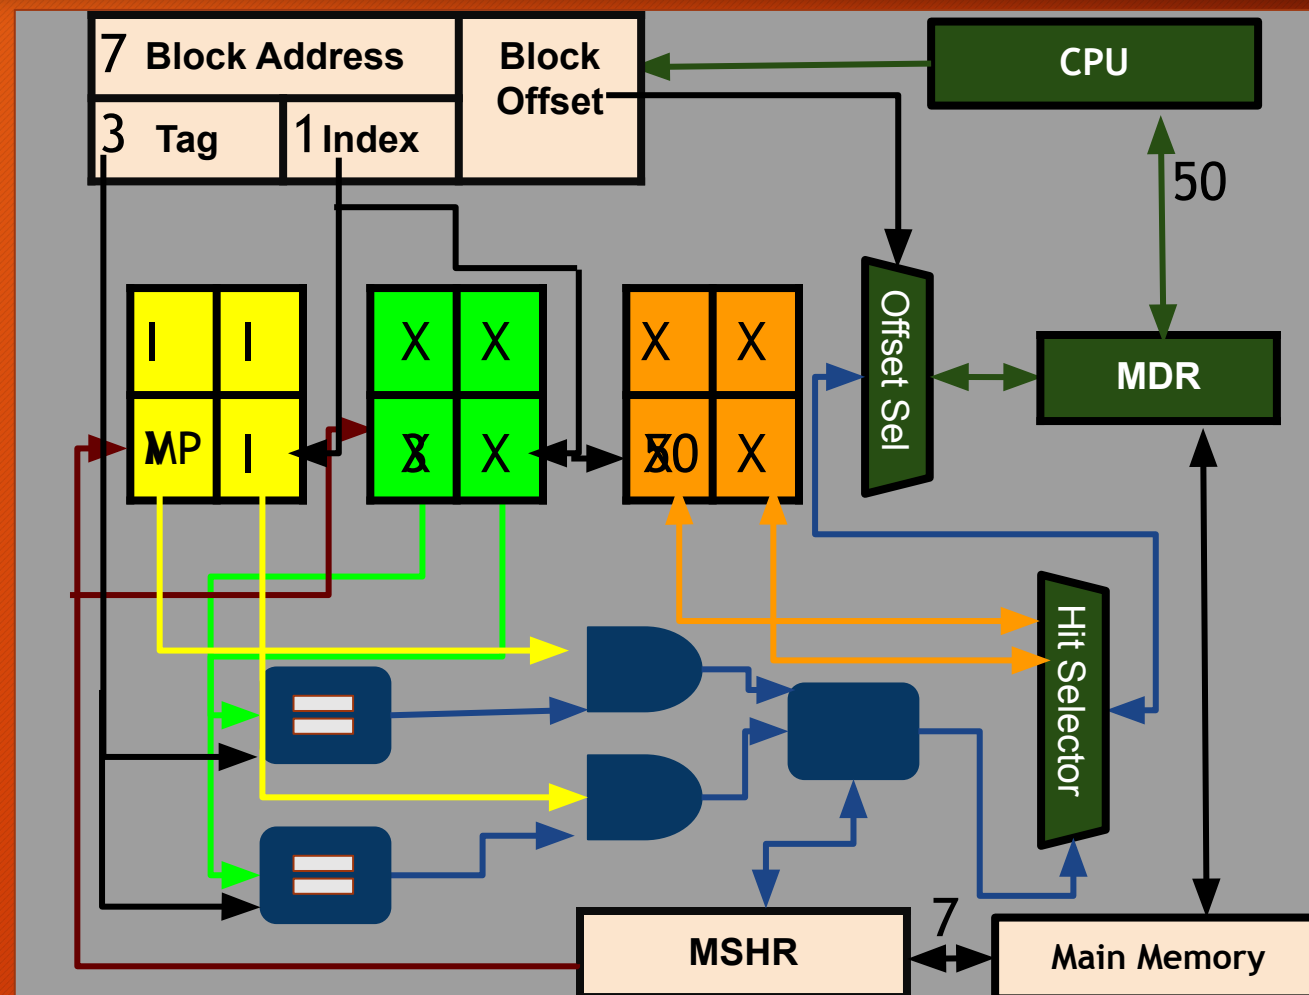 7 Block Address
Block
Offset
CPU
3 Tag
1 Index
50
I I
X X
X X
Offset Sel
MDR
MP I
X
X
Hit Selector
MSHR
7
Main Memory